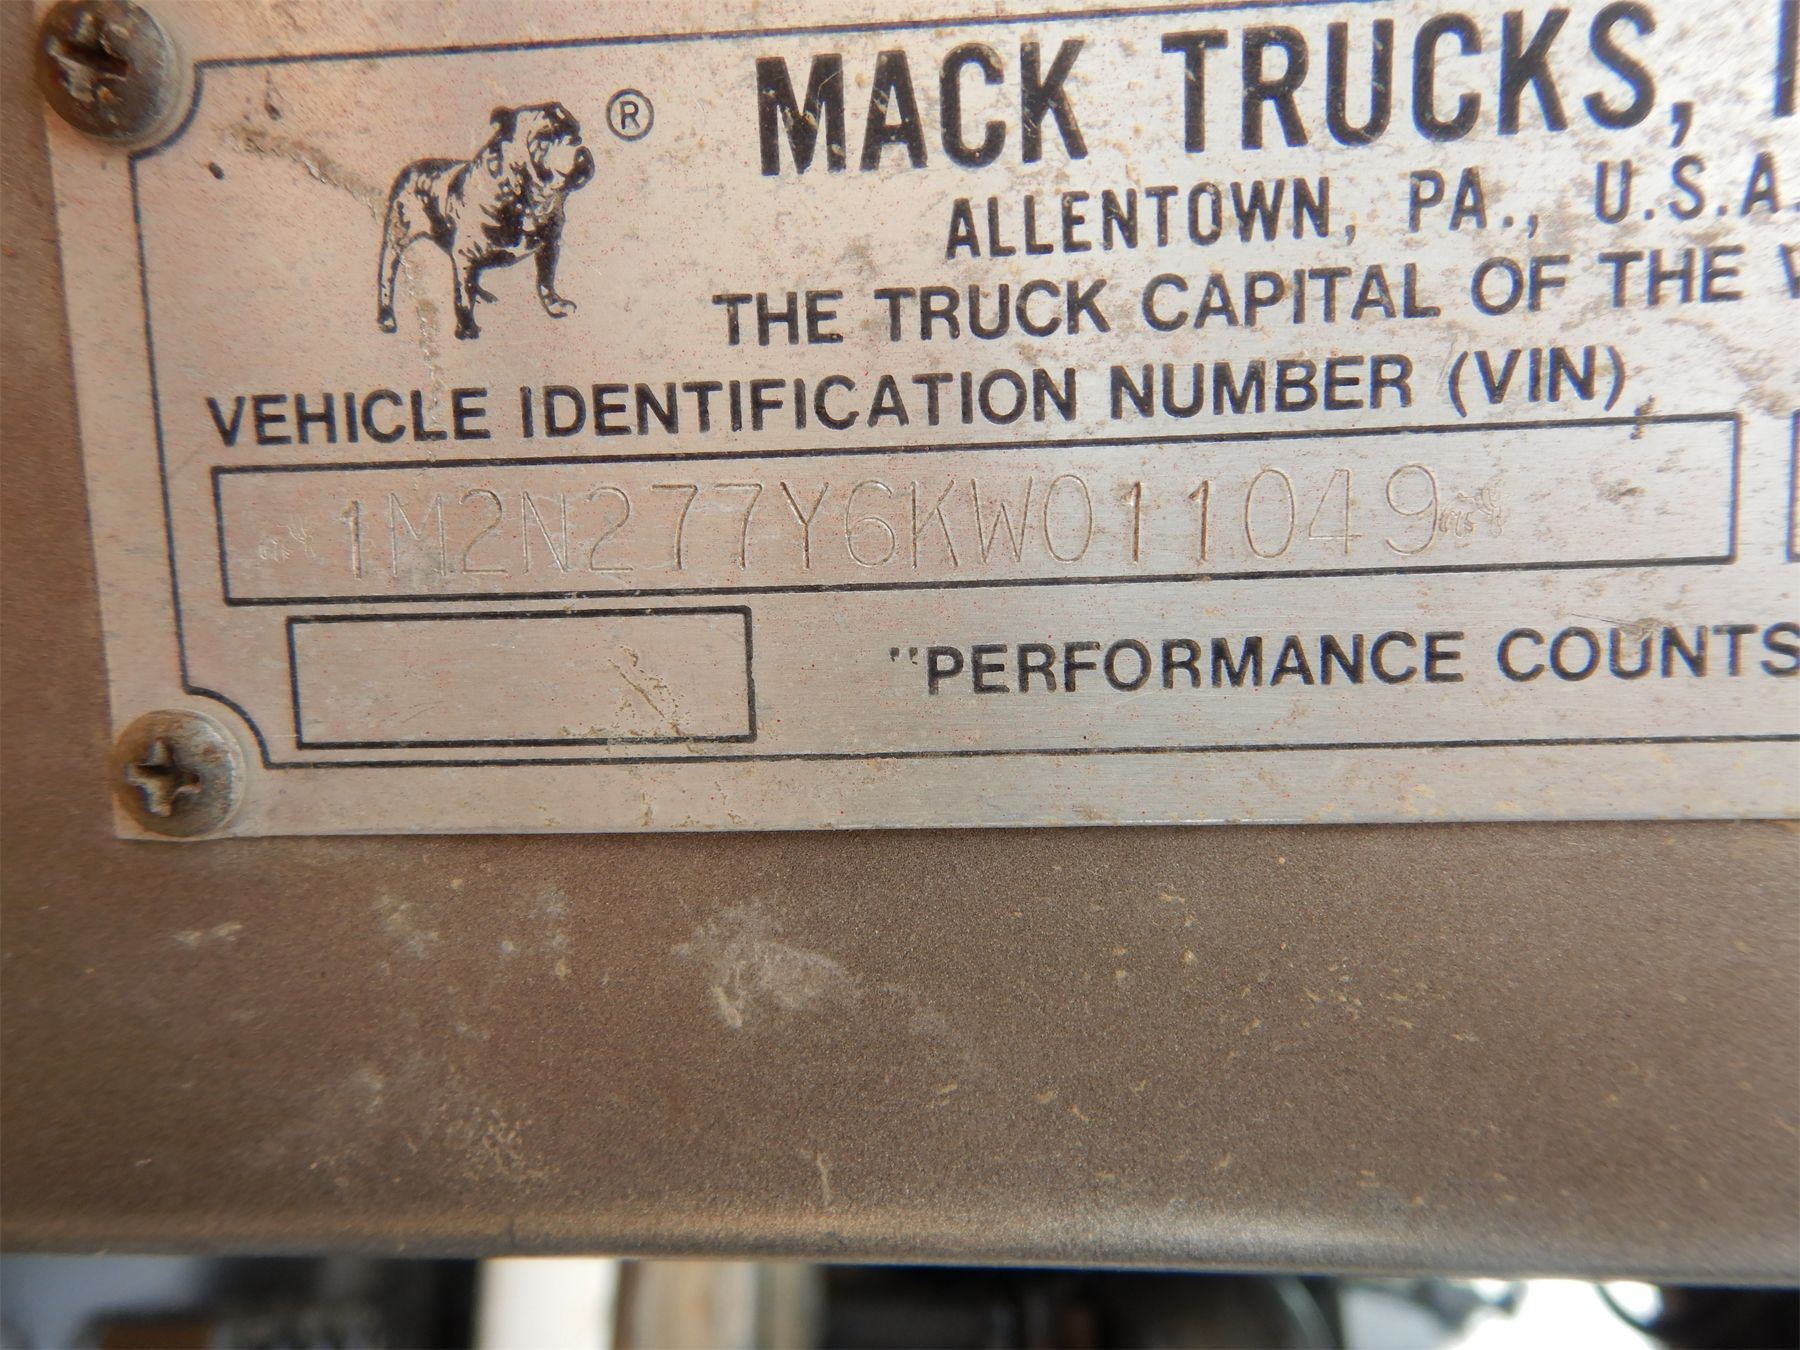 ®
MACK TRUCKS,
ALLENTOWN, PA., U.S.A.
THE TRUCK CAPITAL OF THE
VEHICLE IDENTIFICATION NUMBER (VIN)
1M2N277Y6KW011049
"PERFORMANCE COUNTS